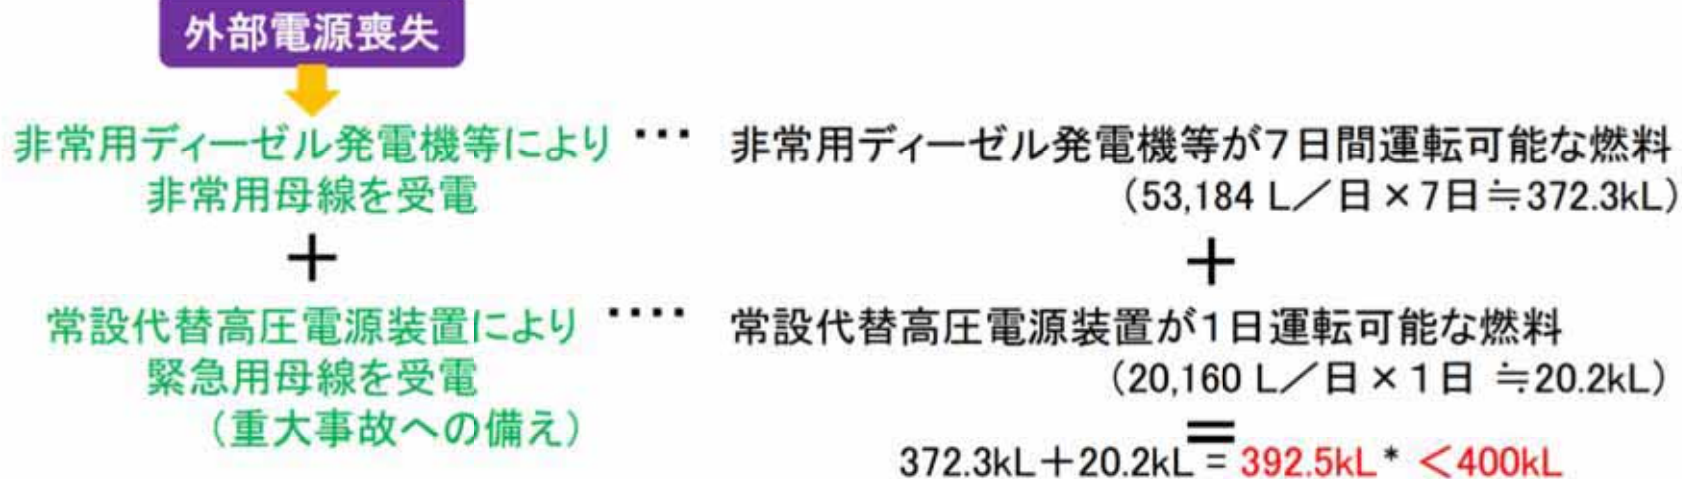 外部電源喪失
非常用ディーゼル発電機等により ・・・ 非常用ディーゼル発電機等が7日間運転可能な燃料
非常用母線を受電 (53,184 L/日×7日≒372.3kL)
+ +
常設代替高圧電源装置により ・・・・ 常設代替高圧電源装置が1日運転可能な燃料
緊急用母線を受電 (20,160 L/日×1日 ≒20.2kL)
(重大事故への備え)
=
372.3kL+20.2kL = 392.5kL* <400kL